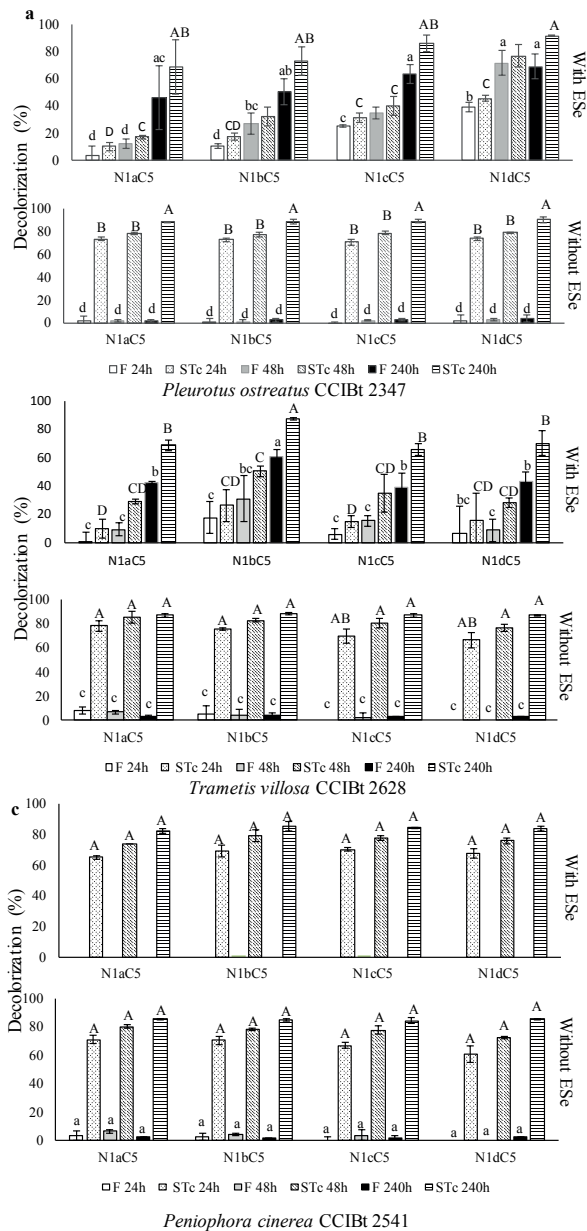 a
Decolorization (%)
100
80
60
40
20
0
d D d C ac A
d CD bc C ab AB
c C c C a AB
b C a B a A
N1aC5 N1bC5 N1cC5 N1dC5
With ESe
100
80
60
40
20
0
d B d B d A
d B d B d A
d B d B d A
d B d B d A
N1aC5 N1bC5 N1cC5 N1dC5
Without ESe
F 24h STc 24h F 48h STc 48h F 240h STc 240h
Pleurotus ostreatus CCIBt 2347
Decolorization (%)
100
80
60
40
20
0
c D c CD b B
c CD bc C a A
c D c CD b B
bc CD c CD b B
N1aC5 N1bC5 N1cC5 N1dC5
With ESe
100
80
60
40
20
0
c A c A c A
c A c A c A
c AB c A c A
c AB c A c A
N1aC5 N1bC5 N1cC5 N1dC5
Without ESe
F 24h STc 24h F 48h STc 48h F 240h STc 240h
Trametis villosa CCIBt 2628
c
Decolorization (%)
100
80
60
40
20
0
A A A
A A A
A A A
A A A
N1aC5 N1bC5 N1cC5 N1dC5
With ESe
100
80
60
40
20
0
a A a A a A
a A a A a A
a A a A a A
a A a A a A
N1aC5 N1bC5 N1cC5 N1dC5
Without ESe
F 24h STc 24h F 48h STc 48h F 240h STc 240h
Peniophora cinerea CCIBt 2541